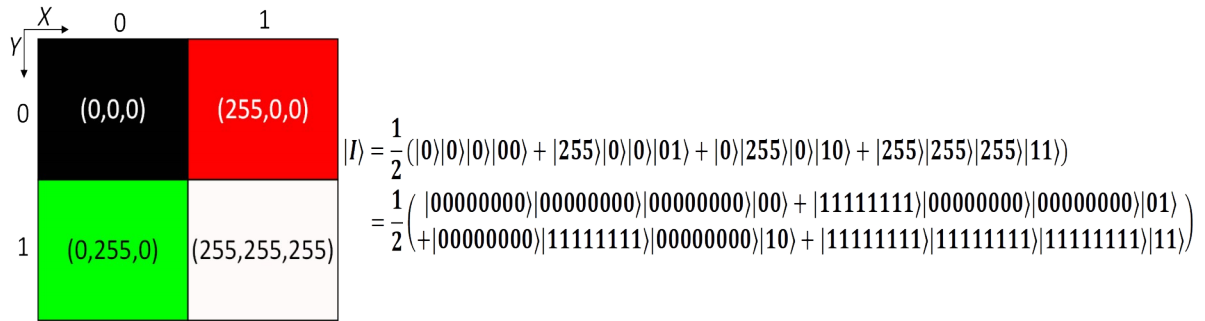 X 0 1
Y
0 (0,0,0) (255,0,0)
1 (0,255,0) (255,255,255)
|I⟩ = 1/2 (|0⟩|0⟩|0⟩|00⟩ + |255⟩|0⟩|0⟩|01⟩ + |0⟩|255⟩|0⟩|10⟩ + |255⟩|255⟩|255⟩|11⟩)
= 1/2 ( |00000000⟩|00000000⟩|00000000⟩|00⟩ + |11111111⟩|00000000⟩|00000000⟩|01⟩
+|00000000⟩|11111111⟩|00000000⟩|10⟩ + |11111111⟩|11111111⟩|11111111⟩|11⟩ )